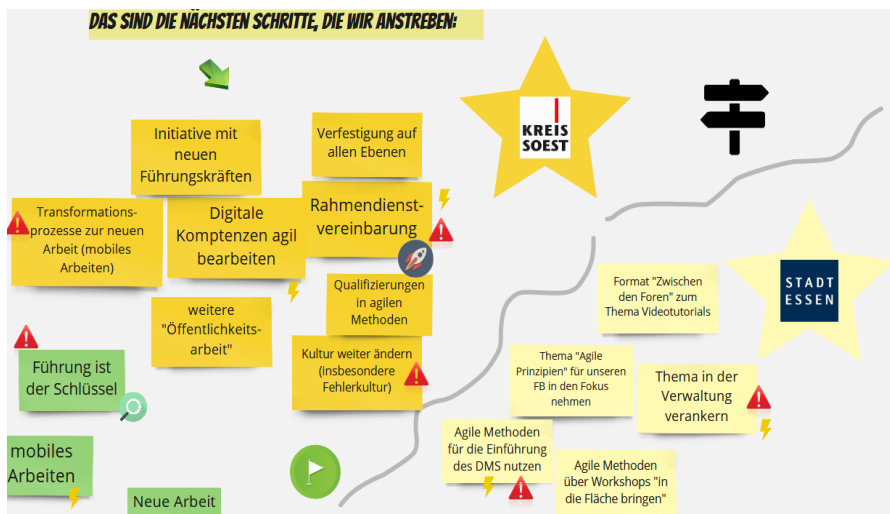 DAS SIND DIE NÄCHSTEN SCHRITTE, DIE WIR ANSTREBEN:
Initiative mit
neuen
Führungskräften
Verfestigung auf
allen Ebenen
KREIS
SOEST
Transformations-
prozesse zur neuen
Arbeit (mobiles
Arbeiten)
Digitale
Komptenzen agil
bearbeiten
Rahmendienst-
vereinbarung
Qualifizierungen
in agilen
Methoden
weitere
"Öffentlichkeits-
arbeit"
Kultur weiter ändern
(insbesondere
Fehlerkultur)
Führung ist
der Schlüssel
mobiles
Arbeiten
Neue Arbeit
STADT
ESSEN
Format "Zwischen
den Foren" zum
Thema Videotutorials
Thema "Agile
Prinzipien" für unseren
FB in den Fokus
nehmen
Thema in der
Verwaltung
verankern
Agile Methoden
für die Einführung
des DMS nutzen
Agile Methoden
über Workshops "in
die Fläche bringen"